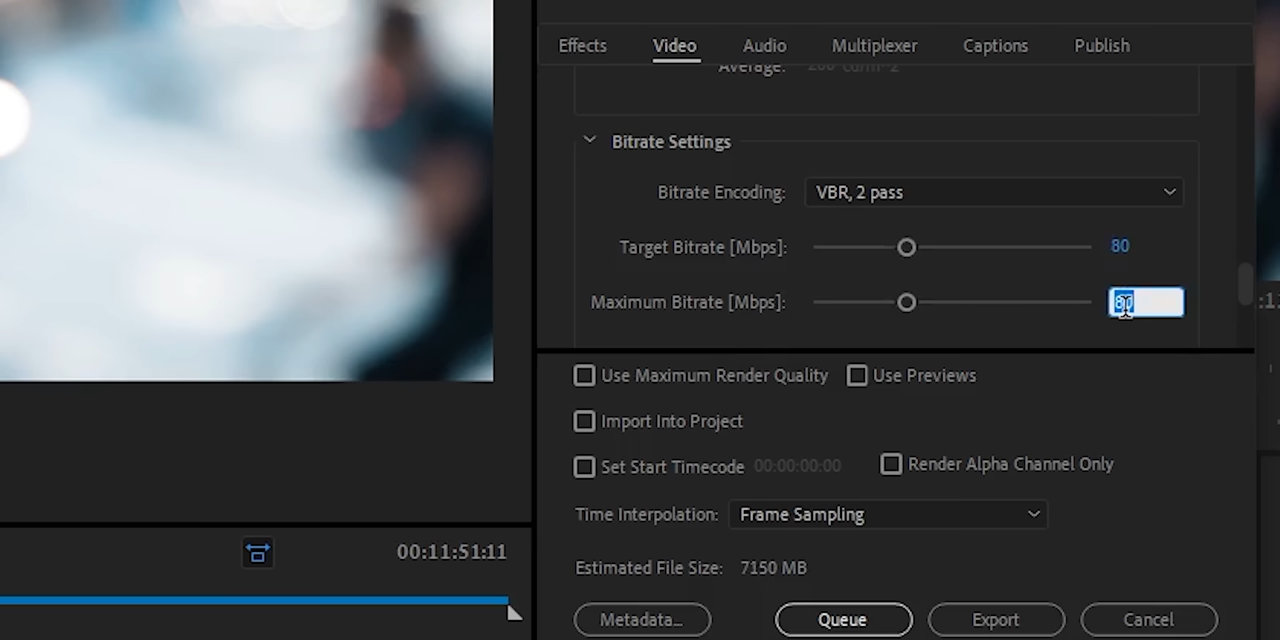 Effects Video Audio Multiplexer Captions Publish
Average:
Bitrate Settings
Bitrate Encoding: VBR, 2 pass
Target Bitrate [Mbps]: 80
Maximum Bitrate [Mbps]: 80
Use Maximum Render Quality Use Previews
Import Into Project
Set Start Timecode 00:00:00:00 Render Alpha Channel Only
Time Interpolation: Frame Sampling
00:11:51:11
Estimated File Size: 7150 MB
Metadata... Queue Export Cancel